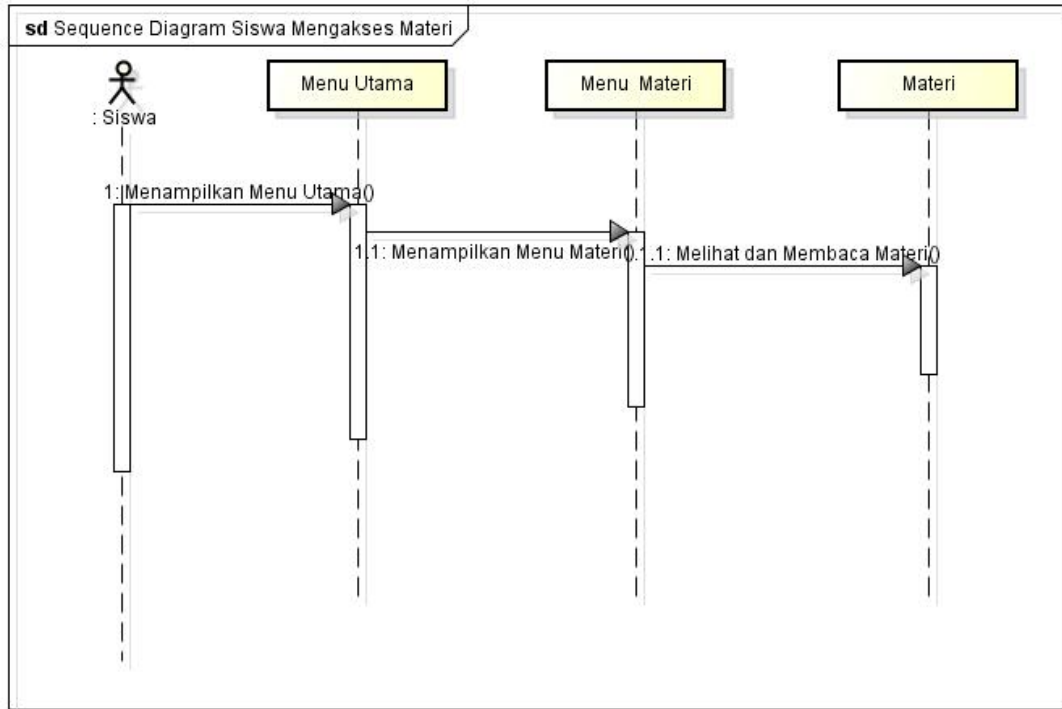 sd Sequence Diagram Siswa Mengakses Materi
: Siswa
Menu Utama
Menu Materi
Materi
1: Menampilkan Menu Utama()
1.1: Menampilkan Menu Materi()
.1.1: Melihat dan Membaca Materi()